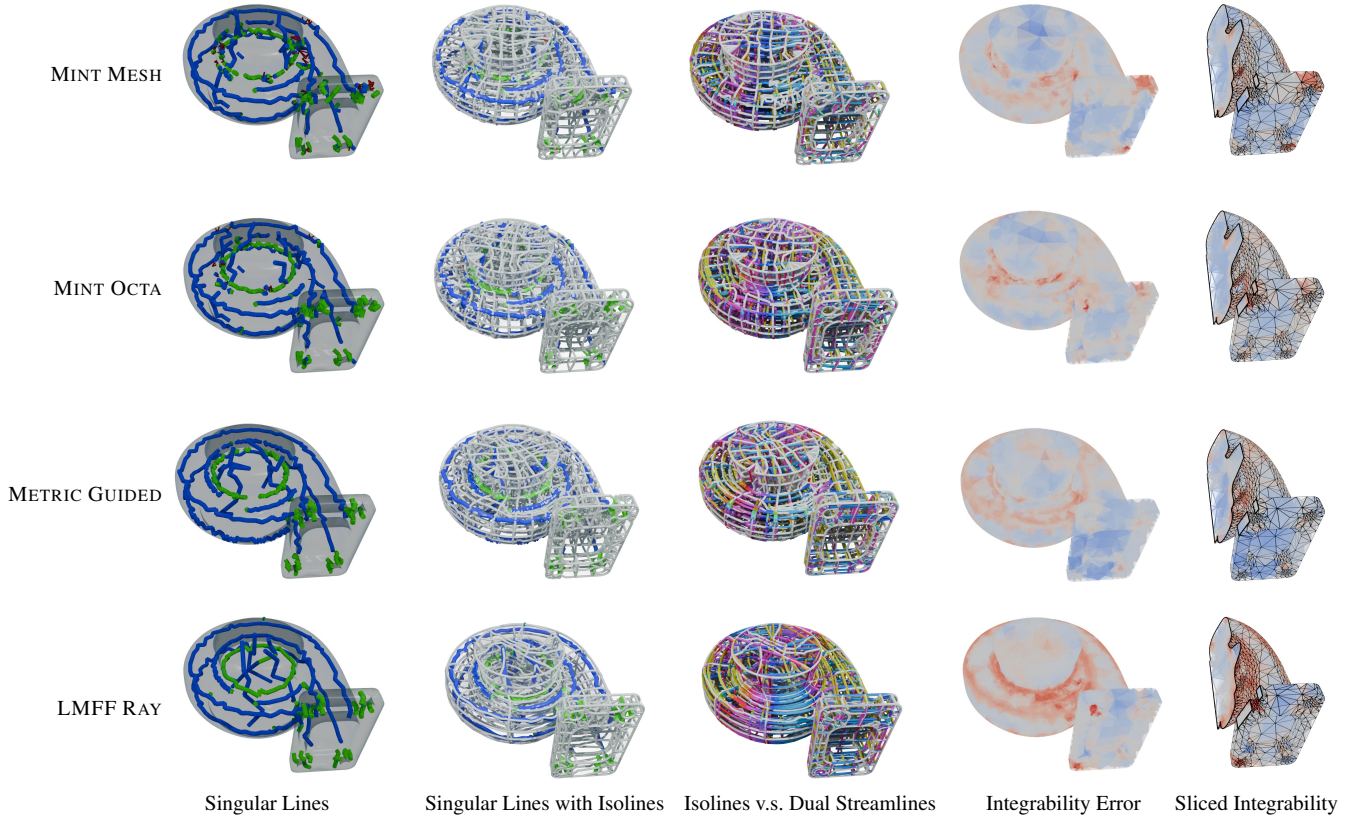 MINT MESH
MINT OCTA
METRIC GUIDED
LMFF RAY
Singular Lines
Singular Lines with Isolines
Isolines v.s. Dual Streamlines
Integrability Error
Sliced Integrability